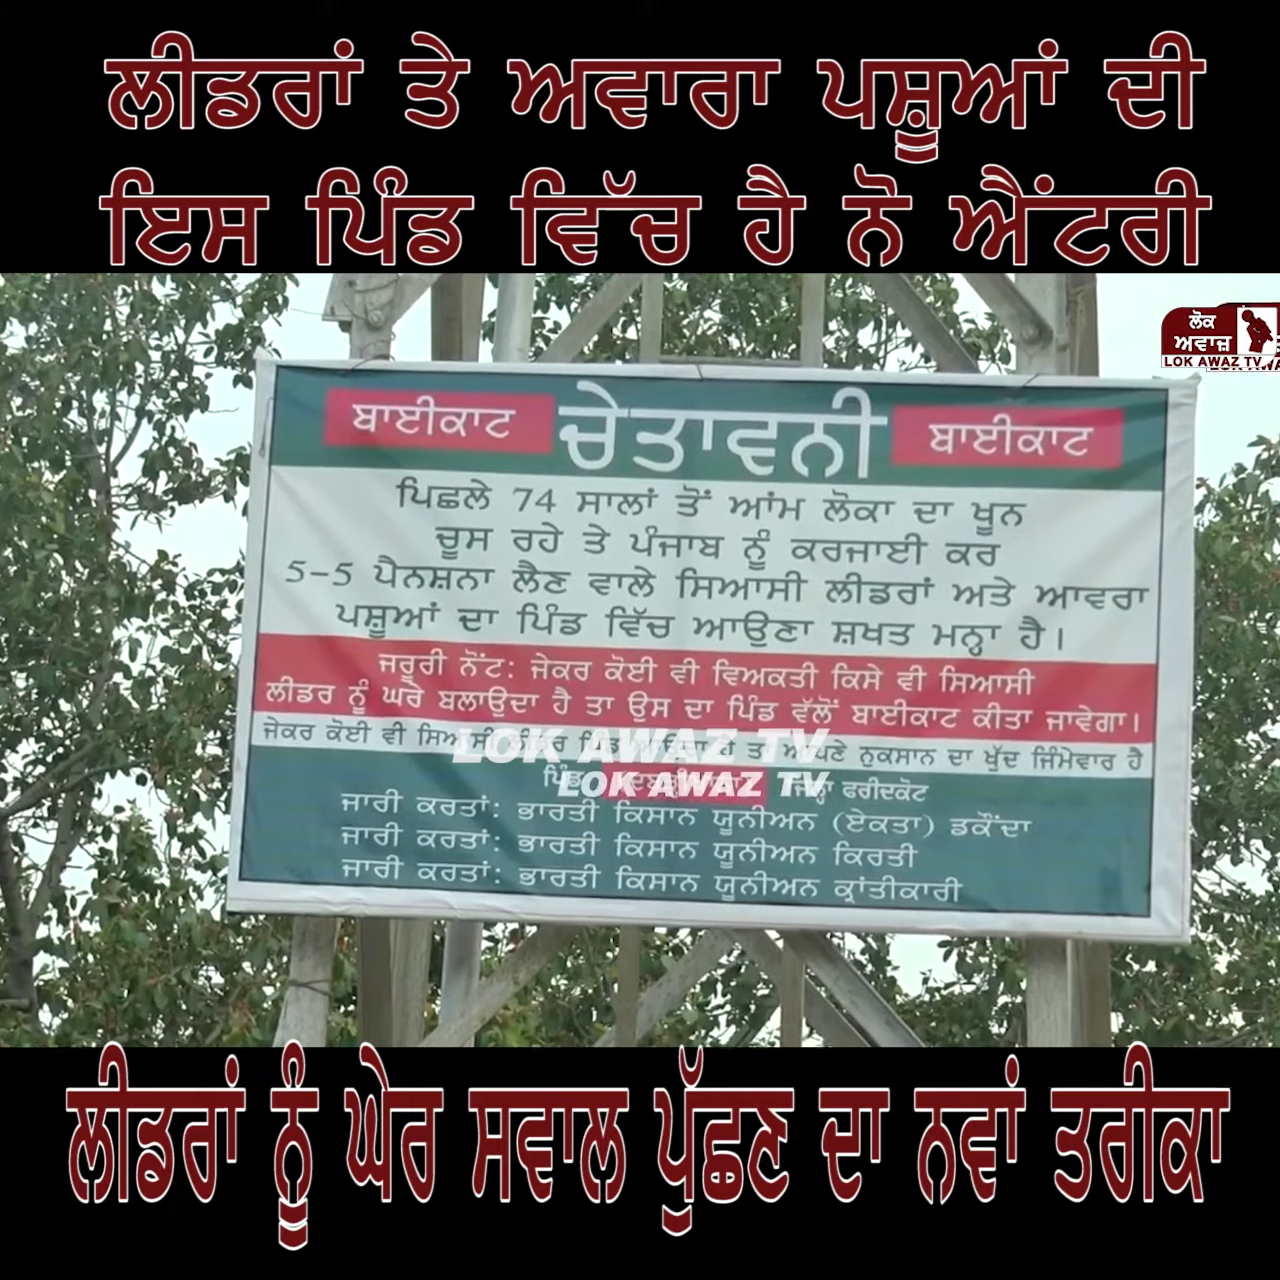 ਲੀਡਰਾਂ ਤੇ ਅਵਾਰਾ ਪਸ਼ੂਆਂ ਦੀ
ਇਸ ਪਿੰਡ ਵਿੱਚ ਹੈ ਨੋ ਐਂਟਰੀ
ਲੋਕ
ਅਵਾਜ਼
LOK AWAZ TV
ਬਾਈਕਾਟ ਚੇਤਾਵਨੀ ਬਾਈਕਾਟ
ਪਿਛਲੇ 74 ਸਾਲਾਂ ਤੋਂ ਆਂਮ ਲੋਕਾ ਦਾ ਖੂਨ
ਚੂਸ ਰਹੇ ਤੇ ਪੰਜਾਬ ਨੂੰ ਕਰਜਾਈ ਕਰ
5-5 ਪੈਨਸ਼ਨਾ ਲੈਣ ਵਾਲੇ ਸਿਆਸੀ ਲੀਡਰਾਂ ਅਤੇ ਆਵਰਾ
ਪਸ਼ੂਆਂ ਦਾ ਪਿੰਡ ਵਿੱਚ ਆਉਣਾ ਸ਼ਖਤ ਮਨ੍ਹਾ ਹੈ।
ਜਰੂਰੀ ਨੋਂਟ: ਜੇਕਰ ਕੋਈ ਵੀ ਵਿਅਕਤੀ ਕਿਸੇ ਵੀ ਸਿਆਸੀ
ਲੀਡਰ ਨੂੰ ਘਰੇ ਬਲਾਉਦਾ ਹੈ ਤਾ ਉਸ ਦਾ ਪਿੰਡ ਵੱਲੋਂ ਬਾਈਕਾਟ ਕੀਤਾ ਜਾਵੇਗਾ।
ਜੇਕਰ ਕੋਈ ਵੀ ਸਿਆਸੀ ਲੀਡਰ ਪਿੰਡ ਤਾ ਆਪਣੇ ਨੁਕਸਾਨ ਦਾ ਖੁੱਦ ਜਿੰਮੇਵਾਰ ਹੈ
LOK AWAZ TV
ਪਿੰਡ ਜਿਲ੍ਹਾ ਫਰੀਦਕੋਟ
LOK AWAZ TV
ਜਾਰੀ ਕਰਤਾਂ: ਭਾਰਤੀ ਕਿਸਾਨ ਯੂਨੀਅਨ (ਏਕਤਾ) ਡਕੌਂਦਾ
ਜਾਰੀ ਕਰਤਾਂ: ਭਾਰਤੀ ਕਿਸਾਨ ਯੂਨੀਅਨ ਕਿਰਤੀ
ਜਾਰੀ ਕਰਤਾਂ: ਭਾਰਤੀ ਕਿਸਾਨ ਯੂਨੀਅਨ ਕ੍ਰਾਂਤੀਕਾਰੀ
ਲੀਡਰਾਂ ਨੂੰ ਘੇਰ ਸਵਾਲ ਪੁੱਛਣ ਦਾ ਨਵਾਂ ਤਰੀਕਾ